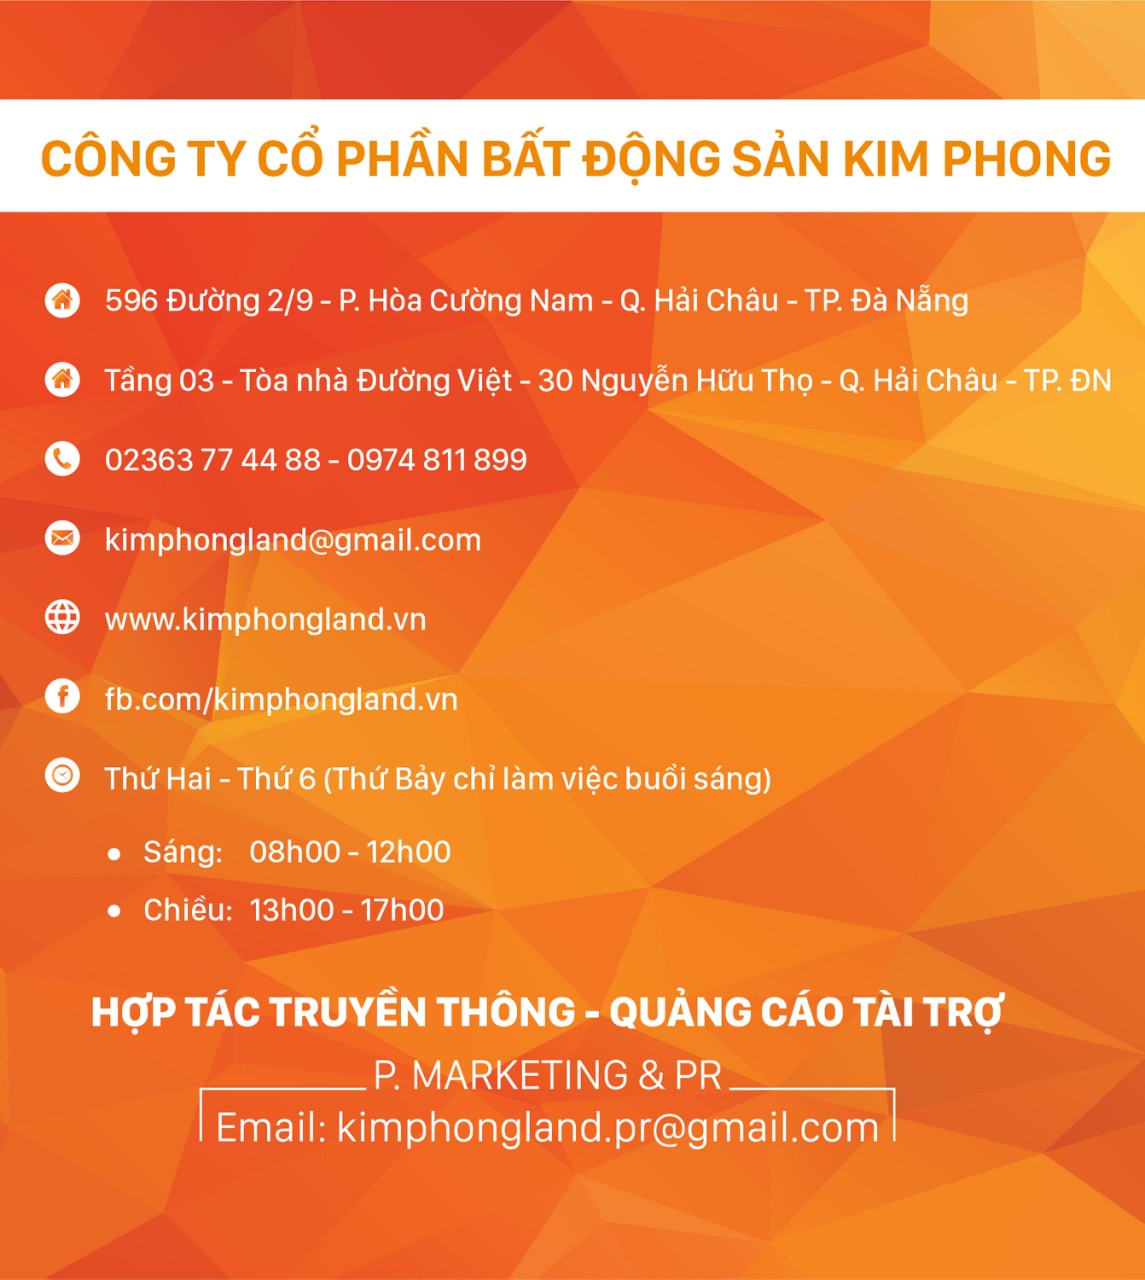 CÔNG TY CỔ PHẦN BẤT ĐỘNG SẢN KIM PHONG
596 Đường 2/9 - P. Hòa Cường Nam - Q. Hải Châu - TP. Đà Nẵng
Tầng 03 - Tòa nhà Đường Việt - 30 Nguyễn Hữu Thọ - Q. Hải Châu - TP. ĐN
02363 77 44 88 - 0974 811 899
kimphongland@gmail.com
www.kimphongland.vn
fb.com/kimphongland.vn
Thứ Hai - Thứ 6 (Thứ Bảy chỉ làm việc buổi sáng)
• Sáng: 08h00 - 12h00
• Chiều: 13h00 - 17h00
HỢP TÁC TRUYỀN THÔNG - QUẢNG CÁO TÀI TRỢ
P. MARKETING & PR
Email: kimphongland.pr@gmail.com